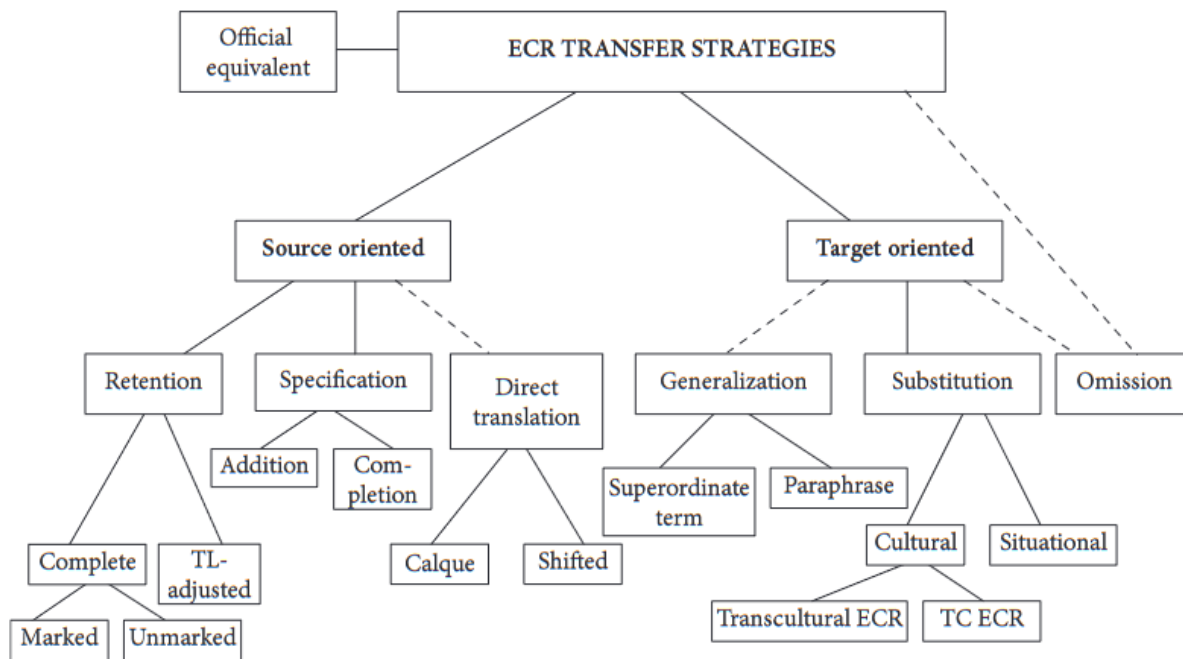 Official
equivalent
ECR TRANSFER STRATEGIES
Source oriented
Target oriented
Retention
Specification
Direct
translation
Generalization
Substitution
Omission
Addition
Com-
pletion
Superordinate
term
Paraphrase
Complete
TL-
adjusted
Calque
Shifted
Cultural
Situational
Marked
Unmarked
Transcultural ECR
TC ECR